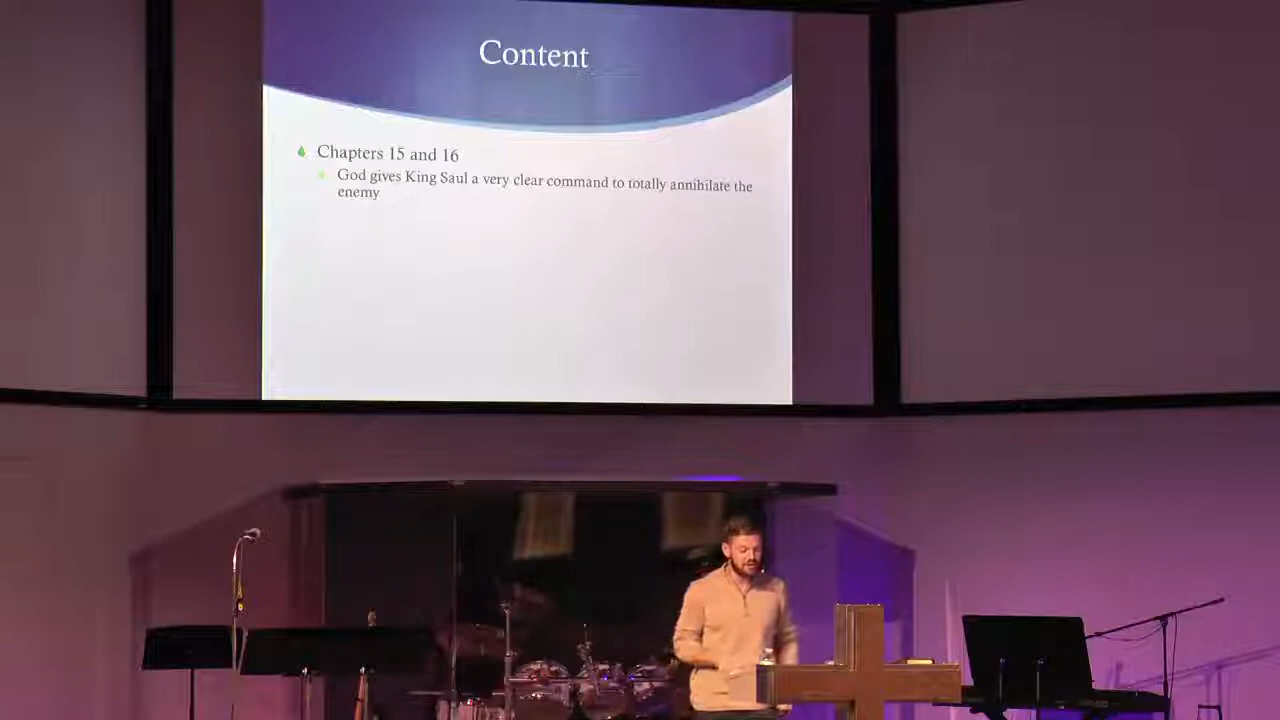 Content
Chapters 15 and 16
God gives King Saul a very clear command to totally annihilate the
enemy